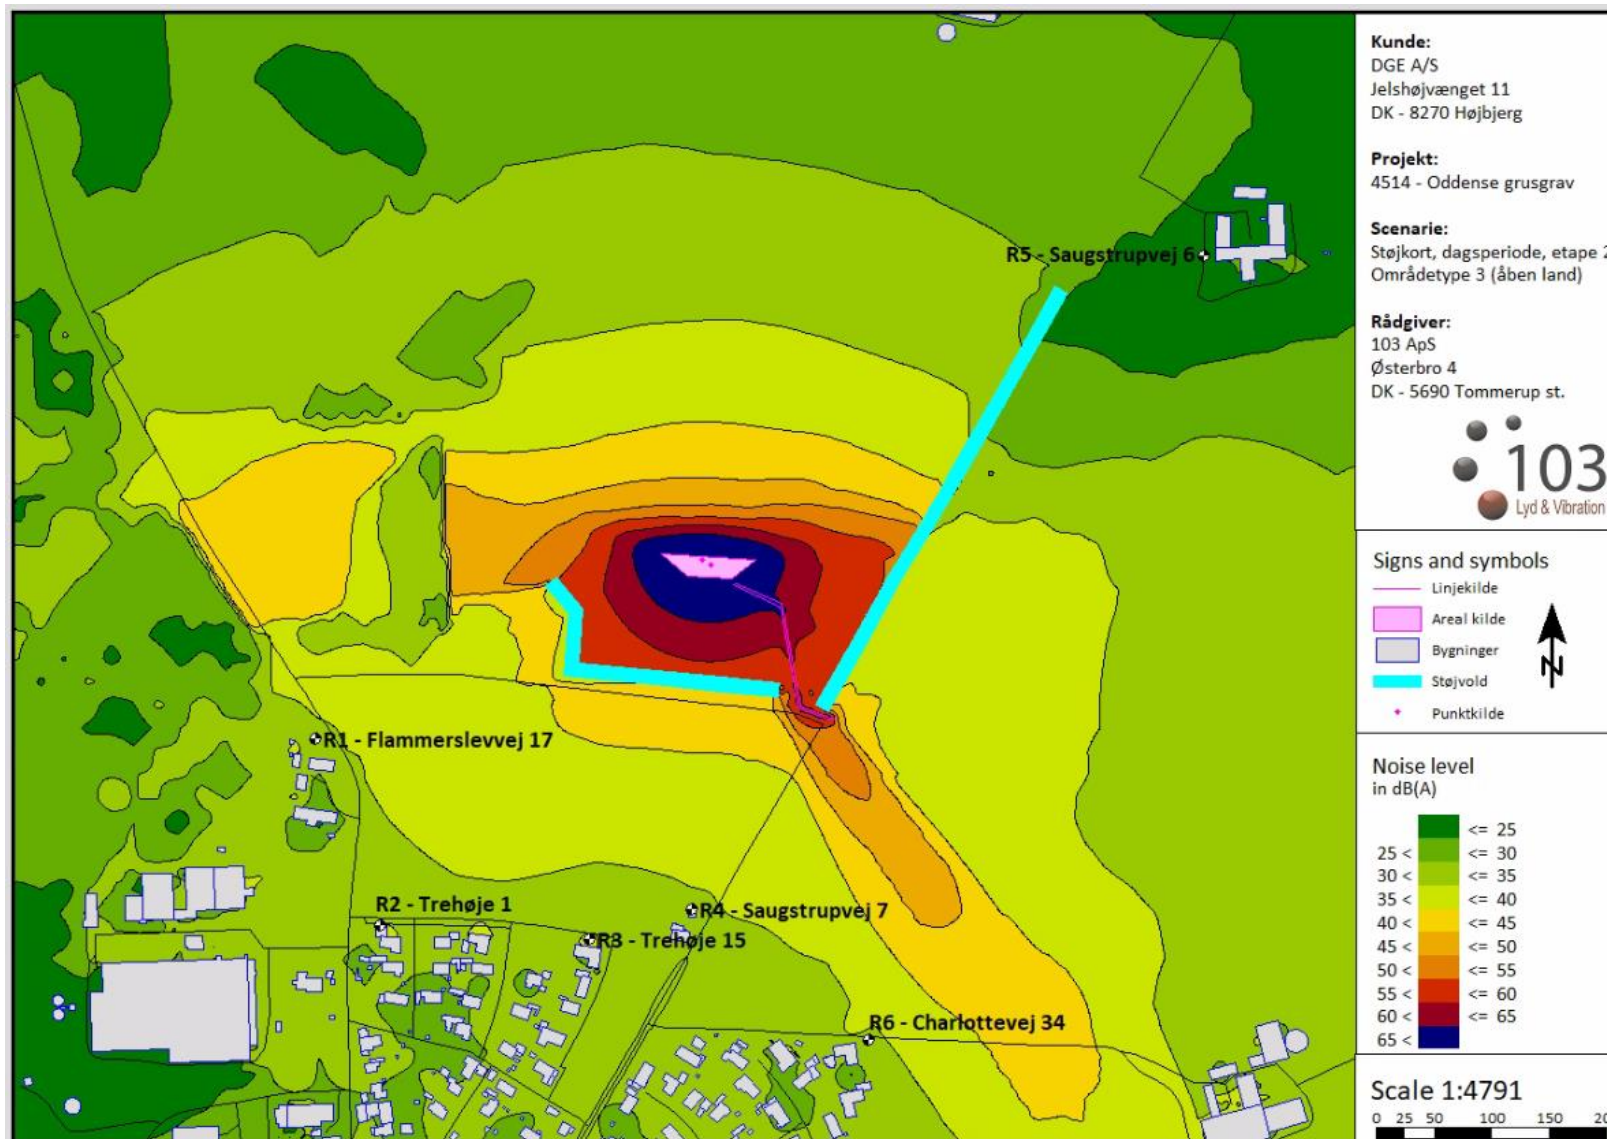 R5 - Saugstrupvej 6
R1 - Flammerslevvej 17
R2 - Trehøje 1
R4 - Saugstrupvej 7
R3 - Trehøje 15
R6 - Charlottevej 34
Kunde:
DGE A/S
Jelshøjvænget 11
DK - 8270 Højbjerg
Projekt:
4514 - Oddense grusgrav
Scenarie:
Støjkort, dagsperiode, etape 2
Områdetype 3 (åben land)
Rådgiver:
103 ApS
Østerbro 4
DK - 5690 Tommerup st.
103
Lyd & Vibration
Signs and symbols
Linjekilde
Areal kilde
Bygninger
Støjvold
Punktkilde
N
Noise level
in dB(A)
<= 25
25 < <= 30
30 < <= 35
35 < <= 40
40 < <= 45
45 < <= 50
50 < <= 55
55 < <= 60
60 < <= 65
65 <
Scale 1:4791
0 25 50 100 150 20